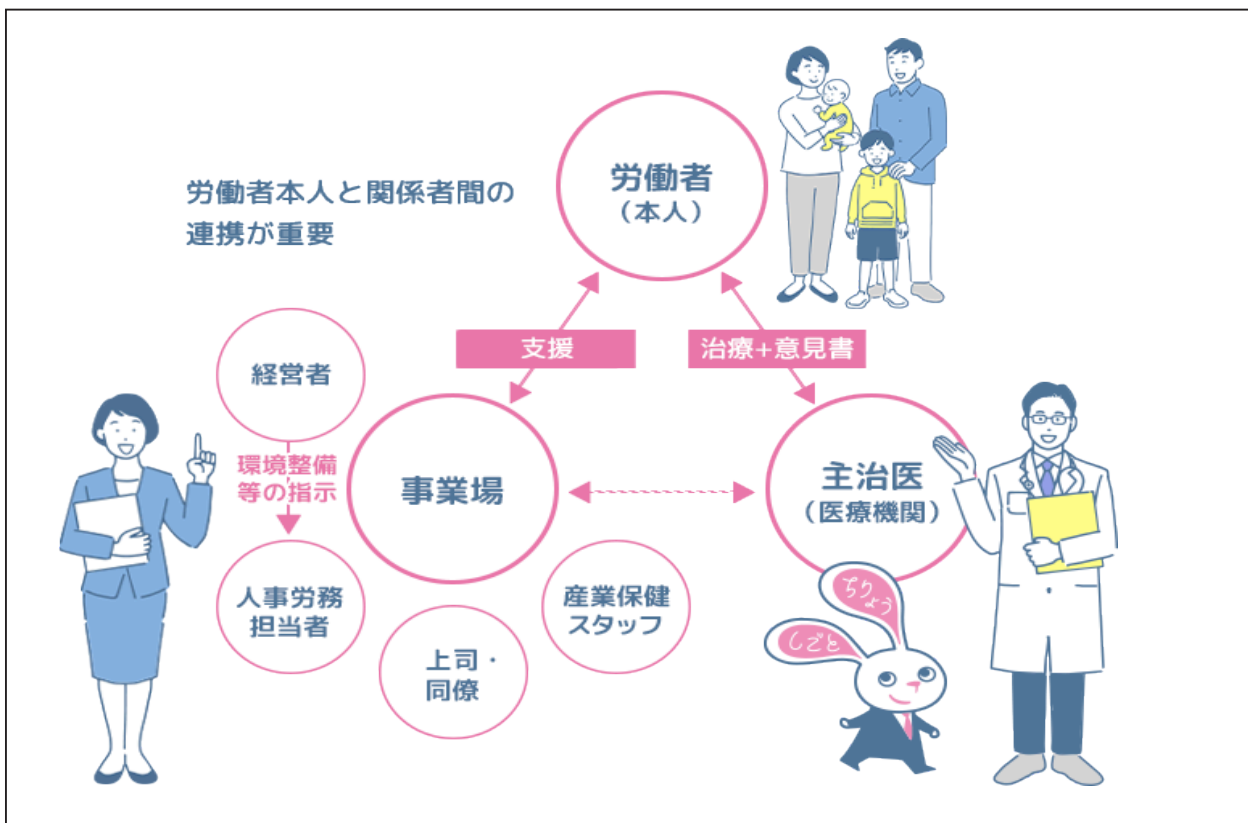 労働者本人と関係者間の
連携が重要
労働者
（本人）
支援
治療+意見書
経営者
環境整備
等の指示
事業場
主治医
（医療機関）
人事労務
担当者
上司・
同僚
産業保健
スタッフ
ちりょう
しごと